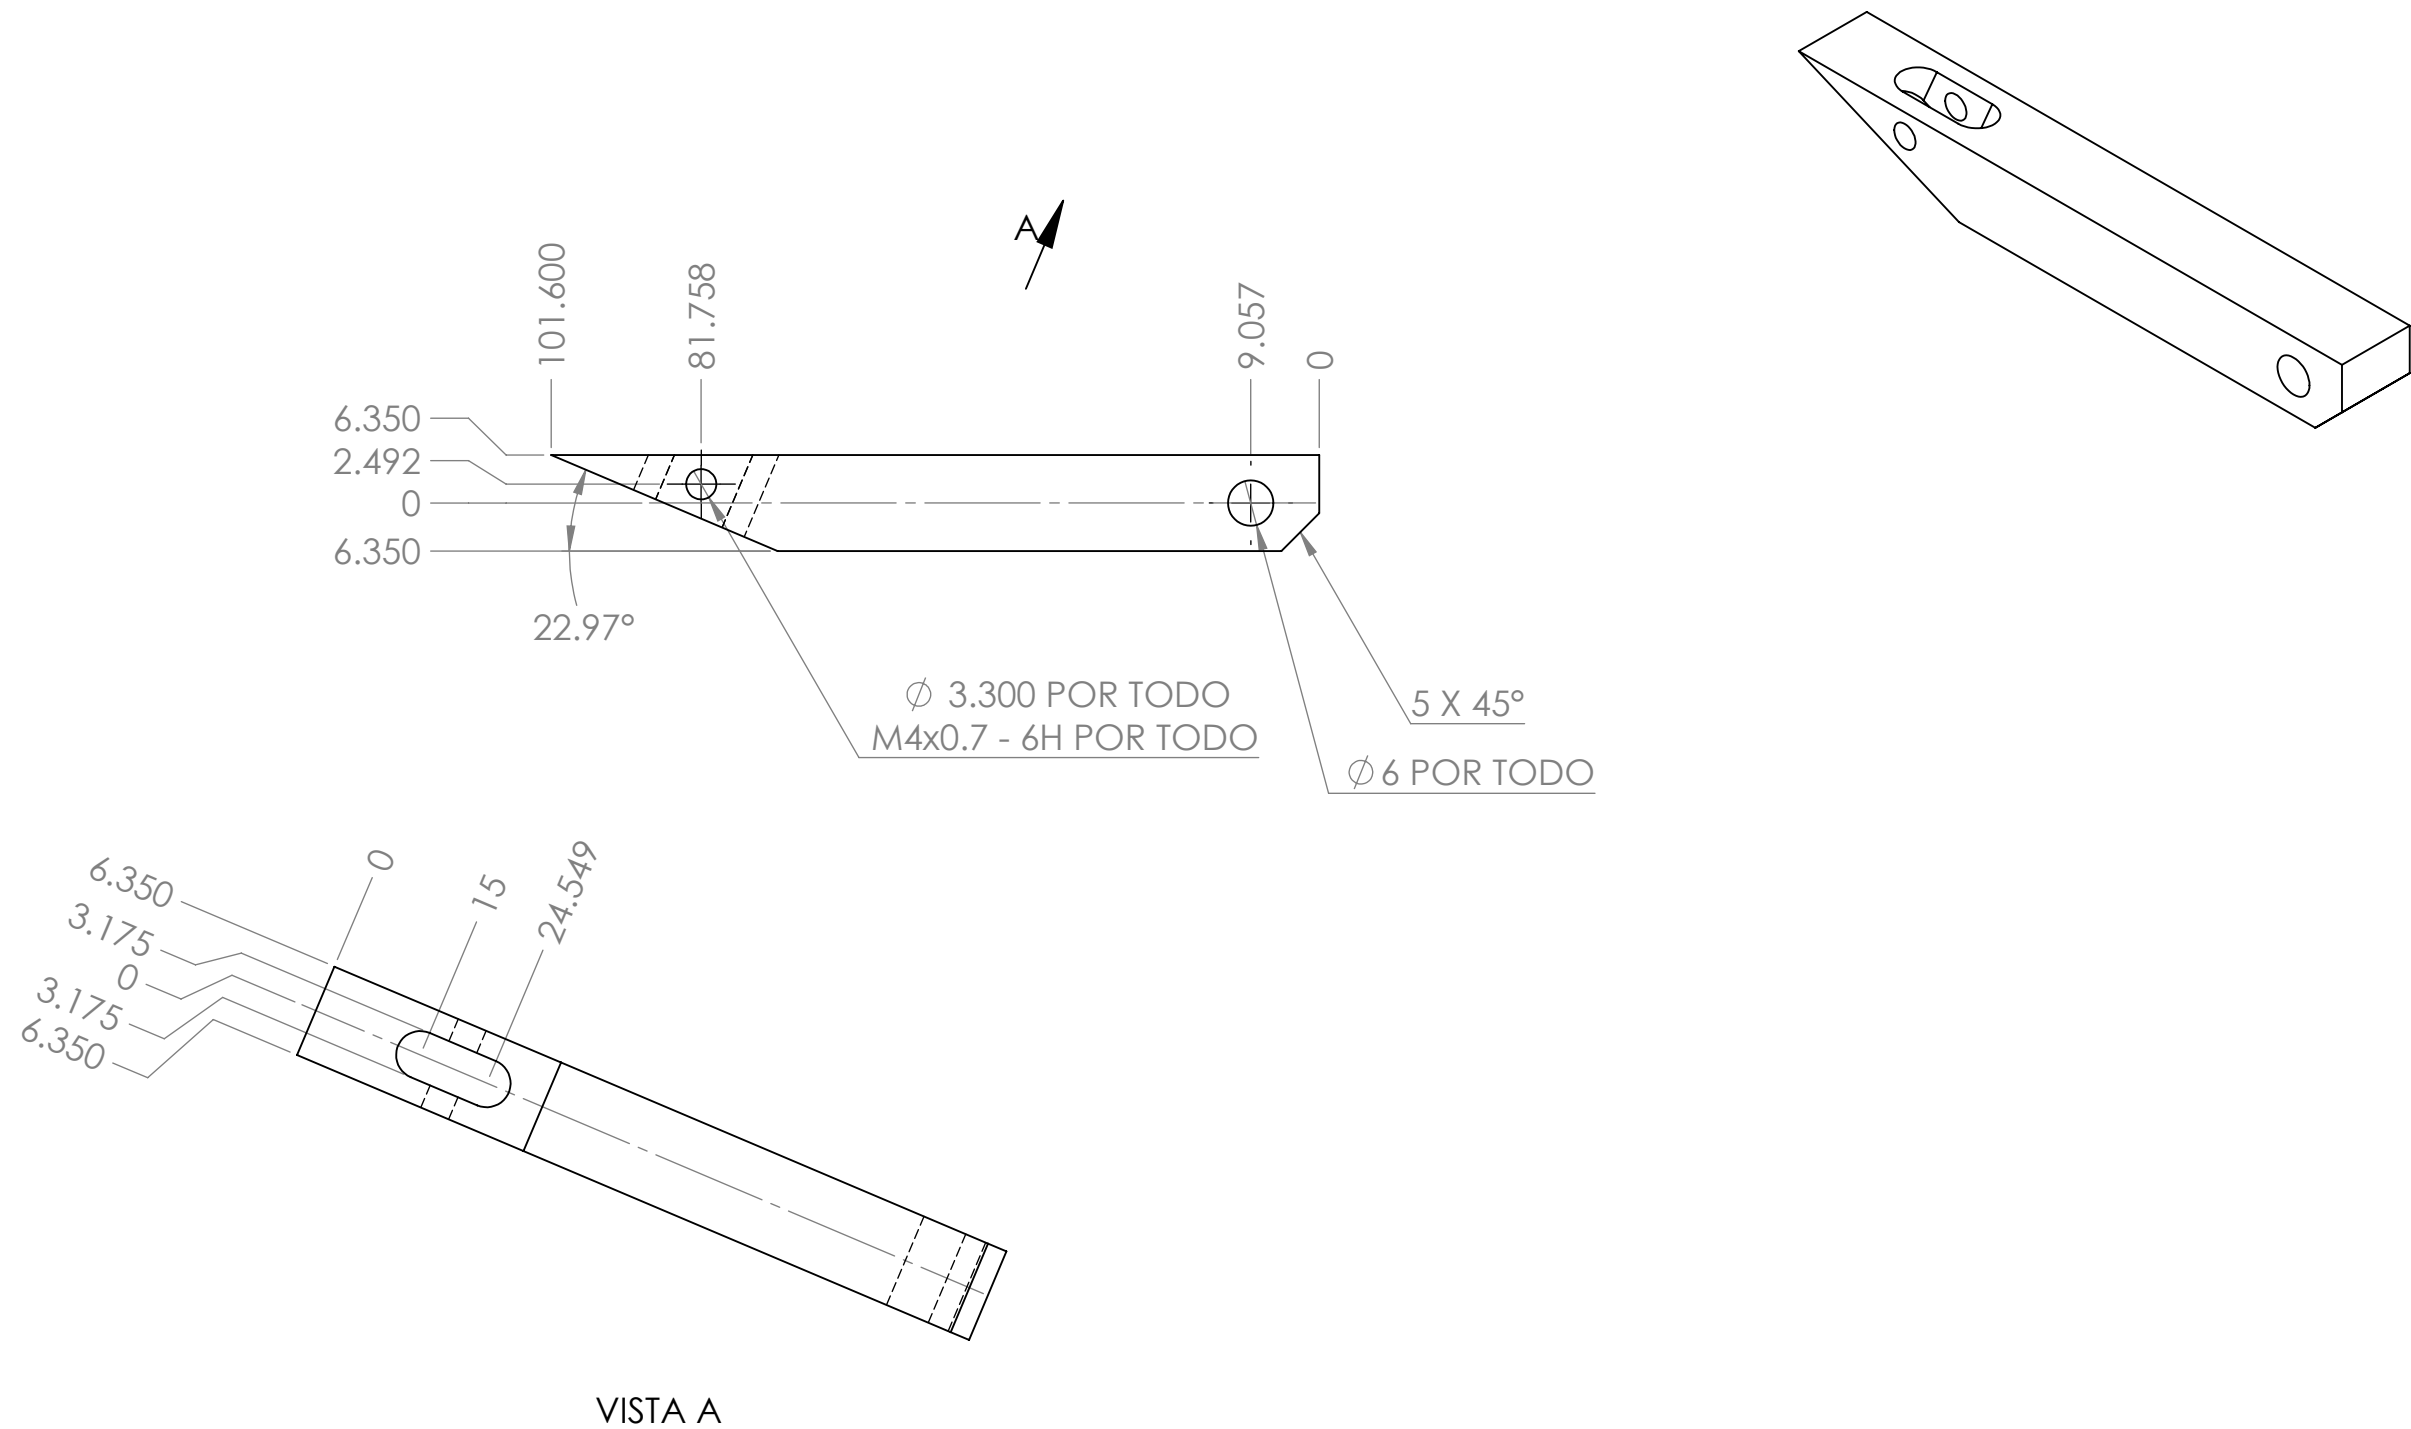 A
101.600
81.758
9.057
0
6.350
2.492
0
6.350
22.97°
Ø 3.300 POR TODO
M4x0.7 - 6H POR TODO
5 X 45°
Ø 6 POR TODO
6.350
3.175
0
3.175
6.350
0
15
24.549
VISTA A